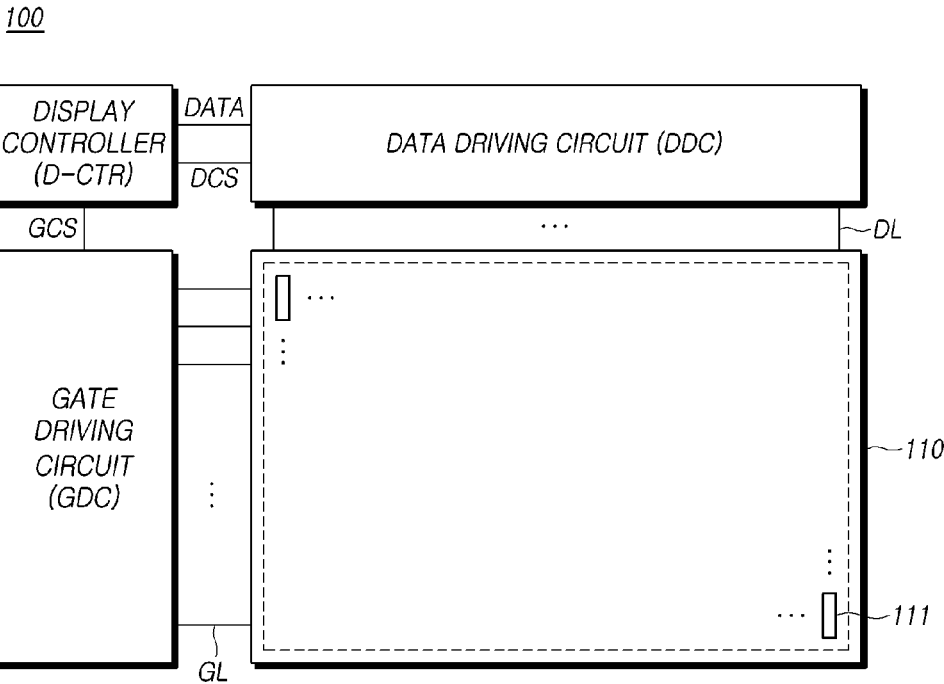 100
DISPLAY
CONTROLLER
(D-CTR)
DATA
DCS
DATA DRIVING CIRCUIT (DDC)
GCS
DL
GATE
DRIVING
CIRCUIT
(GDC)
110
111
GL